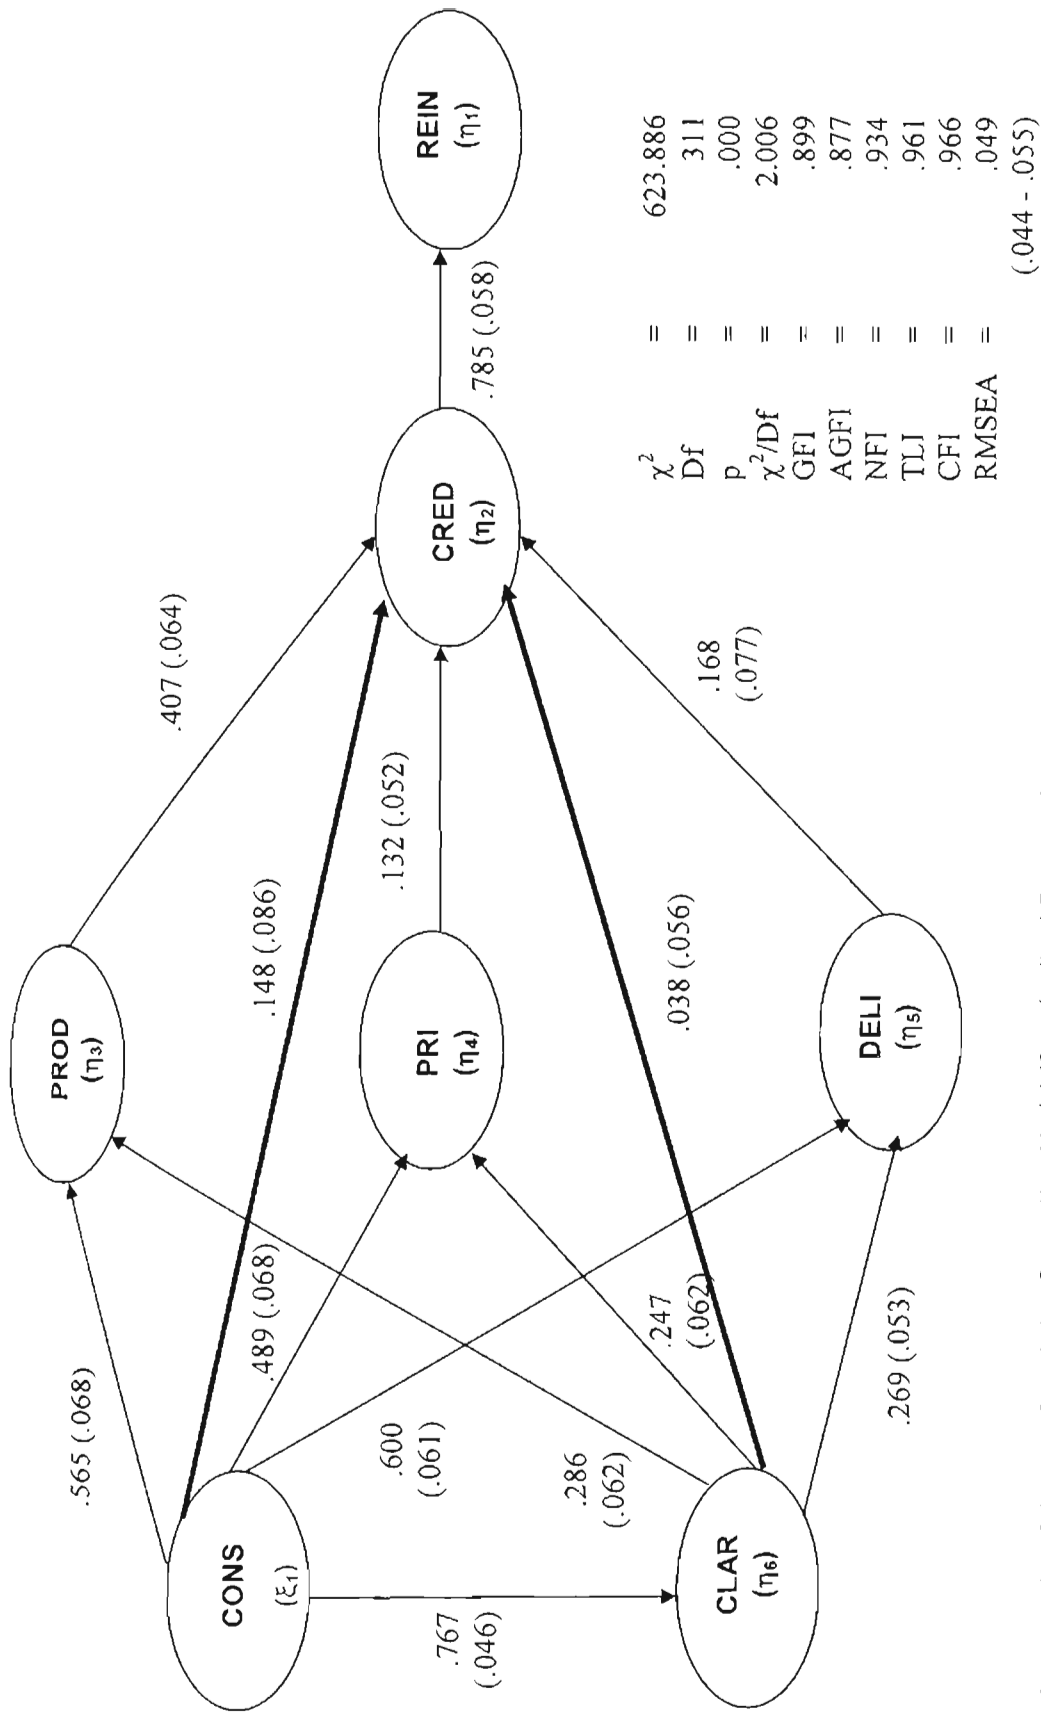 CONS
(ξ₁)
CLAR
(η₆)
PROD
(η₃)
PRI
(η₄)
DELI
(η₅)
CRED
(η₂)
REIN
(η₁)
.565 (.068)
.148 (.086)
.489 (.068)
.600
(.061)
.767
(.046)
.286
(.062)
.247
(.062)
.269 (.053)
.038 (.056)
.407 (.064)
.132 (.052)
.168
(.077)
.785 (.058)
χ² = 623.886
Df = 311
p = .000
χ²/Df = 2.006
GFI = .899
AGFI = .877
NFI = .934
TLI = .961
CFI = .966
RMSEA = .049
(.044 - .055)